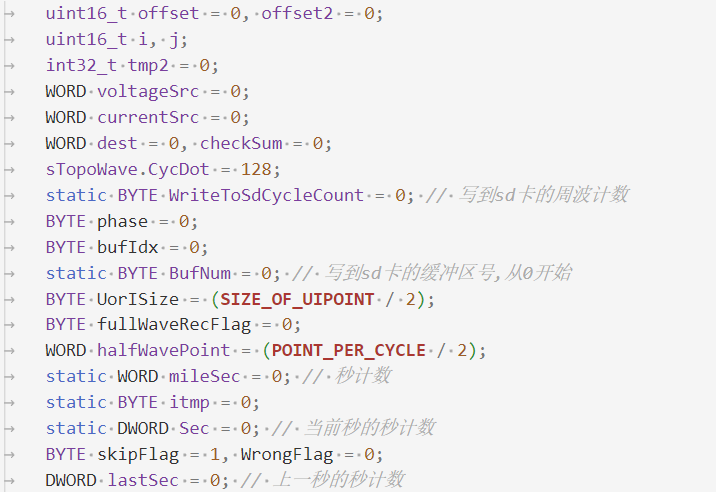 uint16_t offset = 0, offset2 = 0;
uint16_t i, j;
int32_t tmp2 = 0;
WORD voltageSrc = 0;
WORD currentSrc = 0;
WORD dest = 0, checkSum = 0;
sTopoWave.CycDot = 128;
static BYTE WriteToSdCycleCount = 0; // 写到sd卡的周波计数
BYTE phase = 0;
BYTE bufIdx = 0;
static BYTE BufNum = 0; // 写到sd卡的缓冲区号,从0开始
BYTE UorISize = (SIZE_OF_UIPOINT / 2);
BYTE fullWaveRecFlag = 0;
WORD halfWavePoint = (POINT_PER_CYCLE / 2);
static WORD mileSec = 0; // 秒计数
static BYTE itmp = 0;
static DWORD Sec = 0; // 当前秒的秒计数
BYTE skipFlag = 1, WrongFlag = 0;
DWORD lastSec = 0; // 上一秒的秒计数